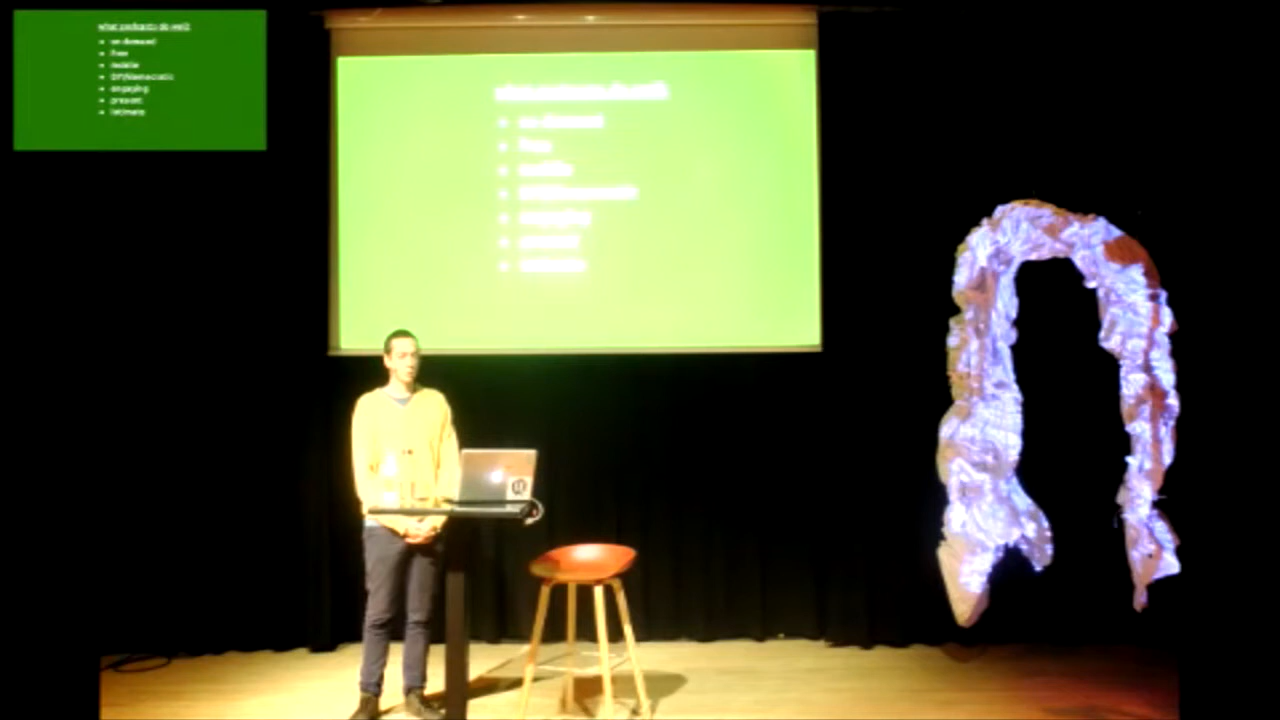 what podcasts do well:
on demand
free
mobile
DIY/democratic
engaging
present
intimate